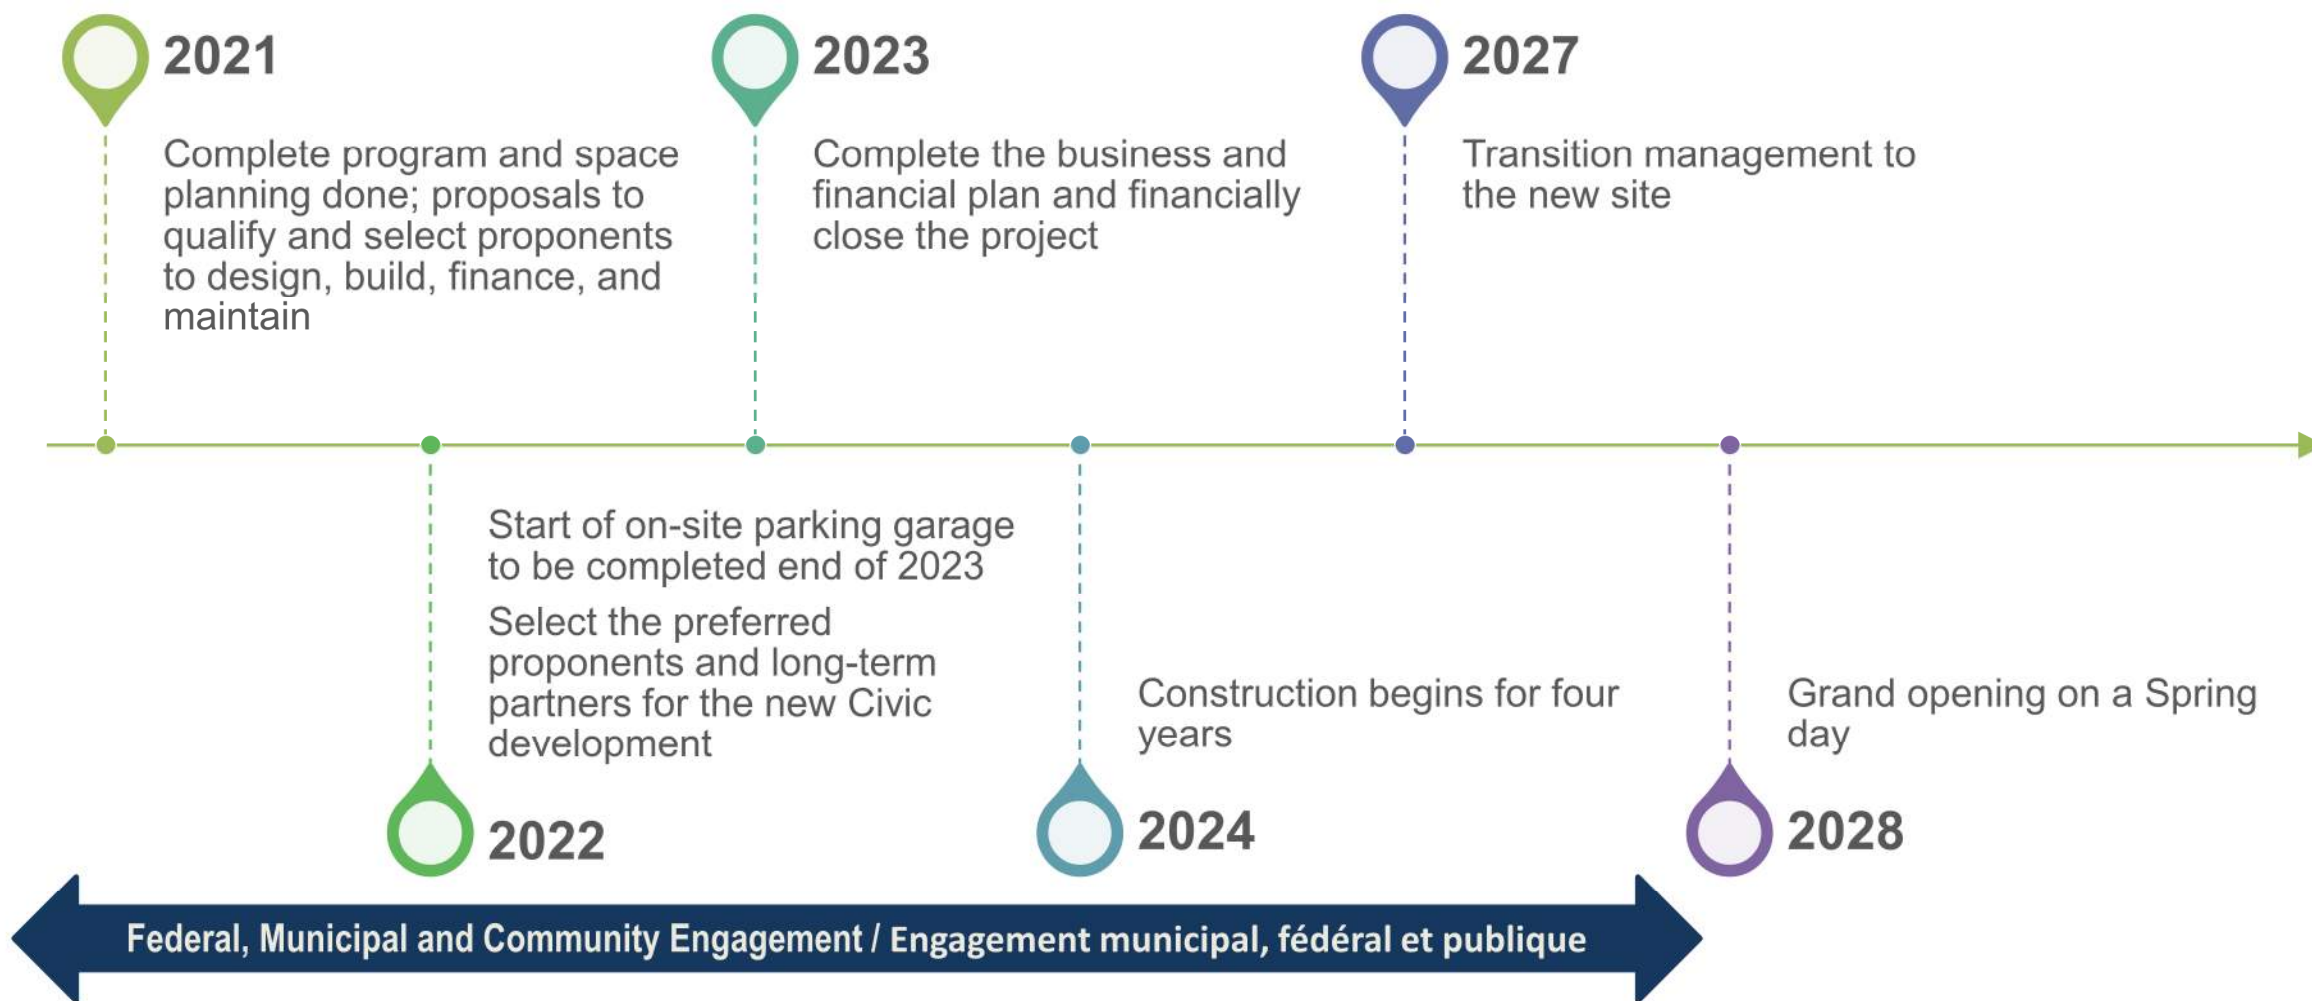 2021
Complete program and space
planning done; proposals to
qualify and select proponents
to design, build, finance, and
maintain
2023
Complete the business and
financial plan and financially
close the project
2027
Transition management to
the new site
Start of on-site parking garage
to be completed end of 2023
Select the preferred
proponents and long-term
partners for the new Civic
development
2022
Construction begins for four
years
2024
Grand opening on a Spring
day
2028
Federal, Municipal and Community Engagement / Engagement municipal, fédéral et publique